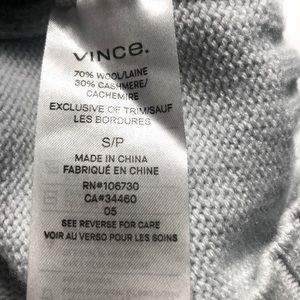 VINCE.
70% WOOL/LAINE
30% CASHMERE/
CACHEMIRE
EXCLUSIVE OF TRIM/SAUF
LES BORDURES
S/P
MADE IN CHINA
FABRIQUÉ EN CHINE
RN#106730
CA#34460
05
SEE REVERSE FOR CARE
VOIR AU VERSO POUR LES SOINS